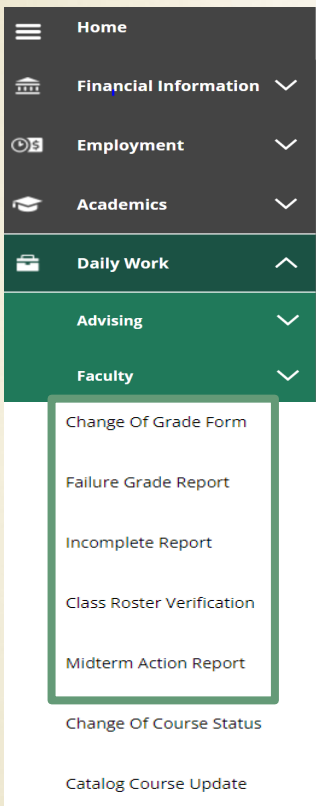 Home
Financial Information
Employment
Academics
Daily Work
Advising
Faculty
Change Of Grade Form
Failure Grade Report
Incomplete Report
Class Roster Verification
Midterm Action Report
Change Of Course Status
Catalog Course Update